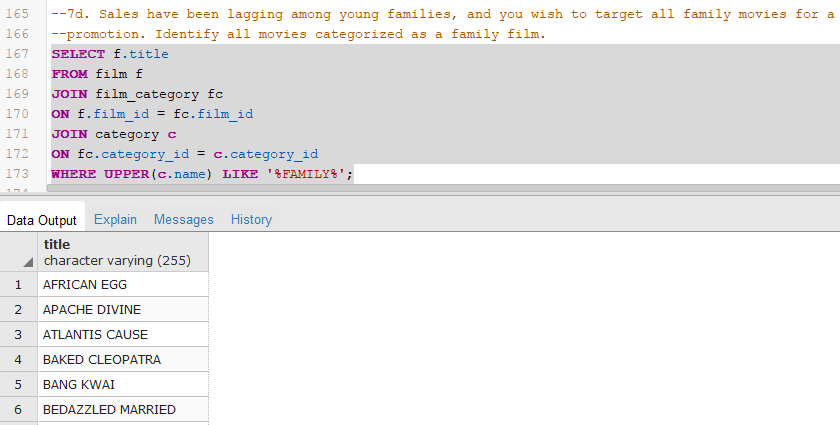 165 --7d. Sales have been lagging among young families, and you wish to target all family movies for a
166 --promotion. Identify all movies categorized as a family film.
167 SELECT f.title
168 FROM film f
169 JOIN film_category fc
170 ON f.film_id = fc.film_id
171 JOIN category c
172 ON fc.category_id = c.category_id
173 WHERE UPPER(c.name) LIKE '%FAMILY%';
Data Output Explain Messages History
title
character varying (255)
1 AFRICAN EGG
2 APACHE DIVINE
3 ATLANTIS CAUSE
4 BAKED CLEOPATRA
5 BANG KWAI
6 BEDAZZLED MARRIED